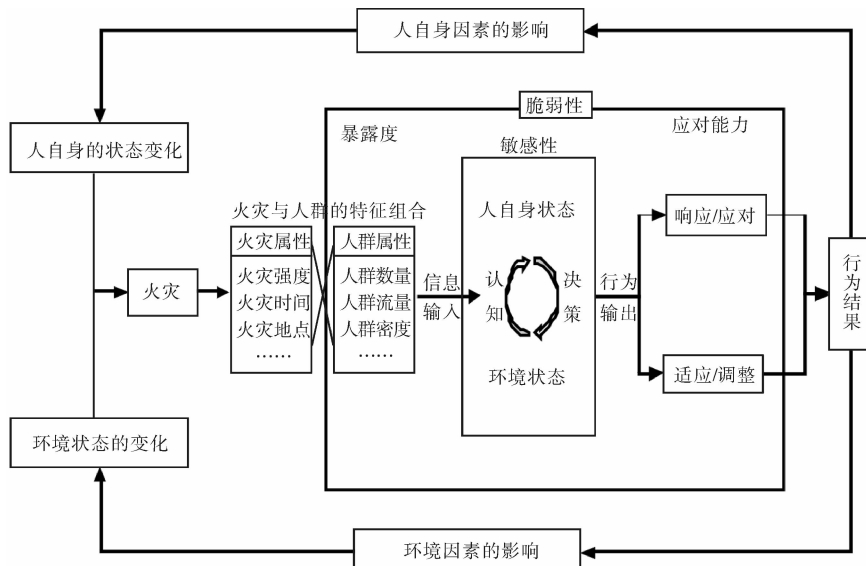 人自身因素的影响
脆弱性
暴露度
应对能力
敏感性
人自身的状态变化
火灾与人群的特征组合
火灾属性
火灾强度
火灾时间
火灾地点
……
人群属性
人群数量
人群流量
人群密度
……
火灾
信息
输入
人自身状态
认知
决策
环境状态
行为
输出
响应/应对
适应/调整
行为结果
环境状态的变化
环境因素的影响